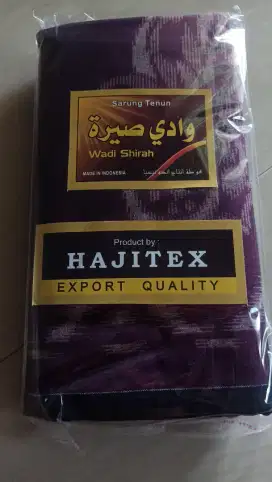 Sarung Tenun
وادي صيرة
Wadi Shirah
MADE IN INDONESIA
Product by :
HAJITEX
EXPORT QUALITY